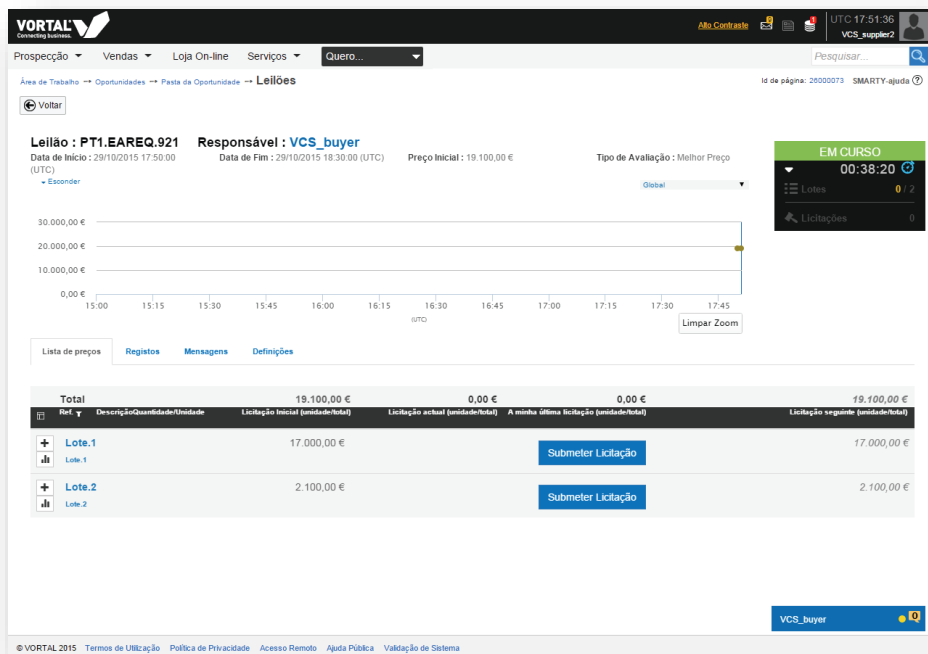 VORTAL
Connecting business.
Alto Contraste
UTC 17:51:36
VCS_supplier2
Prospecção Vendas Loja On-line Serviços Quero... Pesquisar...
Área de Trabalho → Oportunidades → Pasta da Oportunidade → Leilões
Id de página: 26000073 SMARTY-ajuda
Voltar
Leilão : PT1.EAREQ.921 Responsável : VCS_buyer
Data de Início : 29/10/2015 17:50:00 (UTC)
Data de Fim : 29/10/2015 18:30:00 (UTC)
Preço Inicial : 19.100,00 €
Tipo de Avaliação : Melhor Preço
Esconder
Global
EM CURSO
00:38:20
Lotes 0 / 2
Licitações 0
30.000,00 €
20.000,00 €
10.000,00 €
0,00 €
15:00 15:15 15:30 15:45 16:00 16:15 16:30 16:45 17:00 17:15 17:30 17:45
(UTC)
Limpar Zoom
Lista de preços Registos Mensagens Definições
Total 19.100,00 € 0,00 € 0,00 € 19.100,00 €
Ref. DescriçãoQuantidade/Unidade Licitação Inicial (unidade/total) Licitação actual (unidade/total) A minha última licitação (unidade/total) Licitação seguinte (unidade/total)
Lote.1 17.000,00 € Submeter Licitação 17.000,00 €
Lote.1
Lote.2 2.100,00 € Submeter Licitação 2.100,00 €
Lote.2
VCS_buyer 0
© VORTAL 2015 Termos de Utilização Política de Privacidade Acesso Remoto Ajuda Pública Validação de Sistema